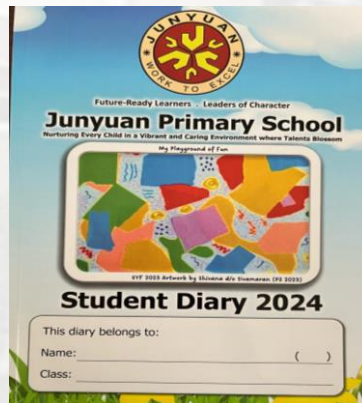 JUNYUAN
WORK TO EXCEL
Future-Ready Learners . Leaders of Character
Junyuan Primary School
Nurturing Every Child in a Vibrant and Caring Environment where Talents Blossom
My Playground of Fun
SYF 2023 Artwork by Shivana d/o Sivamaran (P2 2023)
Student Diary 2024
This diary belongs to:
Name: ( )
Class: